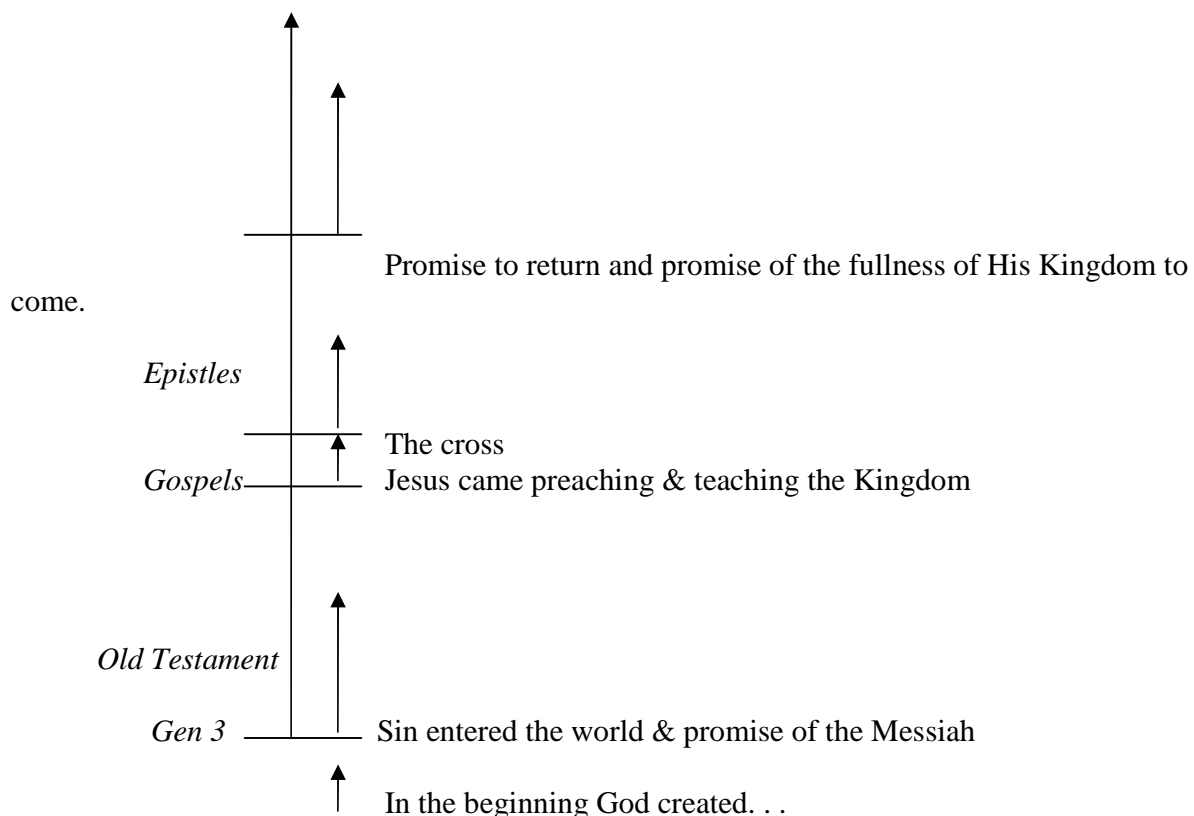 Promise to return and promise of the fullness of His Kingdom to
come.
Epistles
The cross
Gospels Jesus came preaching & teaching the Kingdom
Old Testament
Gen 3 Sin entered the world & promise of the Messiah
In the beginning God created. . .